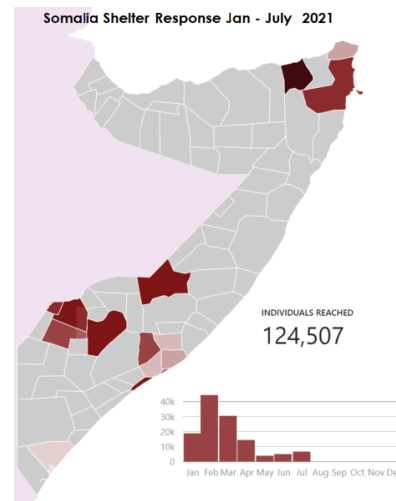 Somalia Shelter Response Jan - July 2021
INDIVIDUALS REACHED
124,507
40k
30k
20k
10k
0
Jan Feb Mar Apr May Jun Jul Aug Sep Oct Nov De